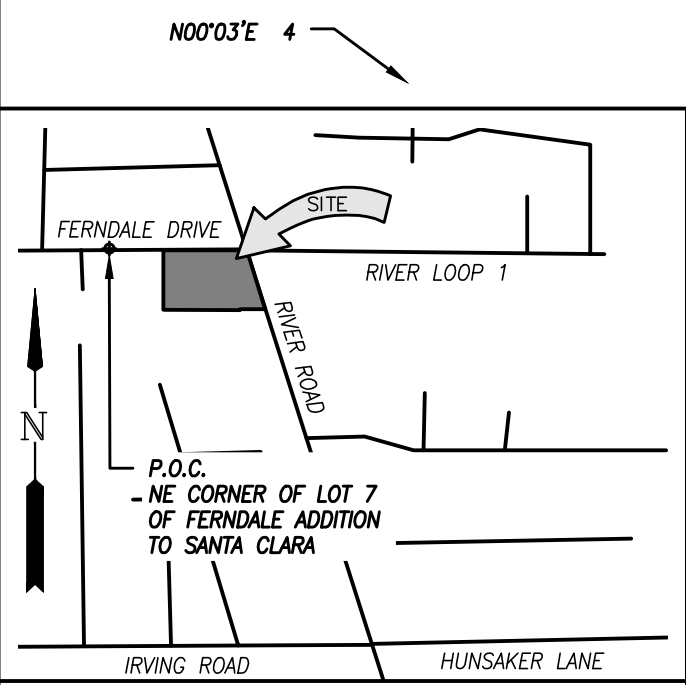 N00°03'E 4
SITE
FERNDALE DRIVE
RIVER LOOP 1
RIVER ROAD
N
P.O.C.
NE CORNER OF LOT 7
OF FERNDALE ADDITION
TO SANTA CLARA
IRVING ROAD
HUNSAKER LANE